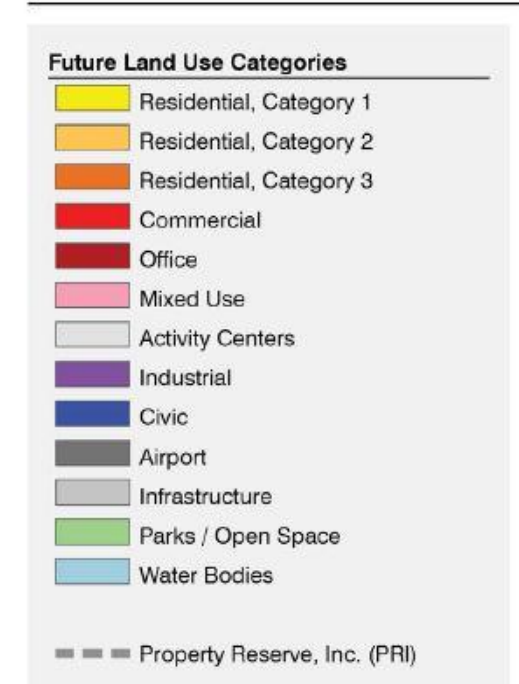 Future Land Use Categories
Residential, Category 1
Residential, Category 2
Residential, Category 3
Commercial
Office
Mixed Use
Activity Centers
Industrial
Civic
Airport
Infrastructure
Parks / Open Space
Water Bodies
Property Reserve, Inc. (PRI)